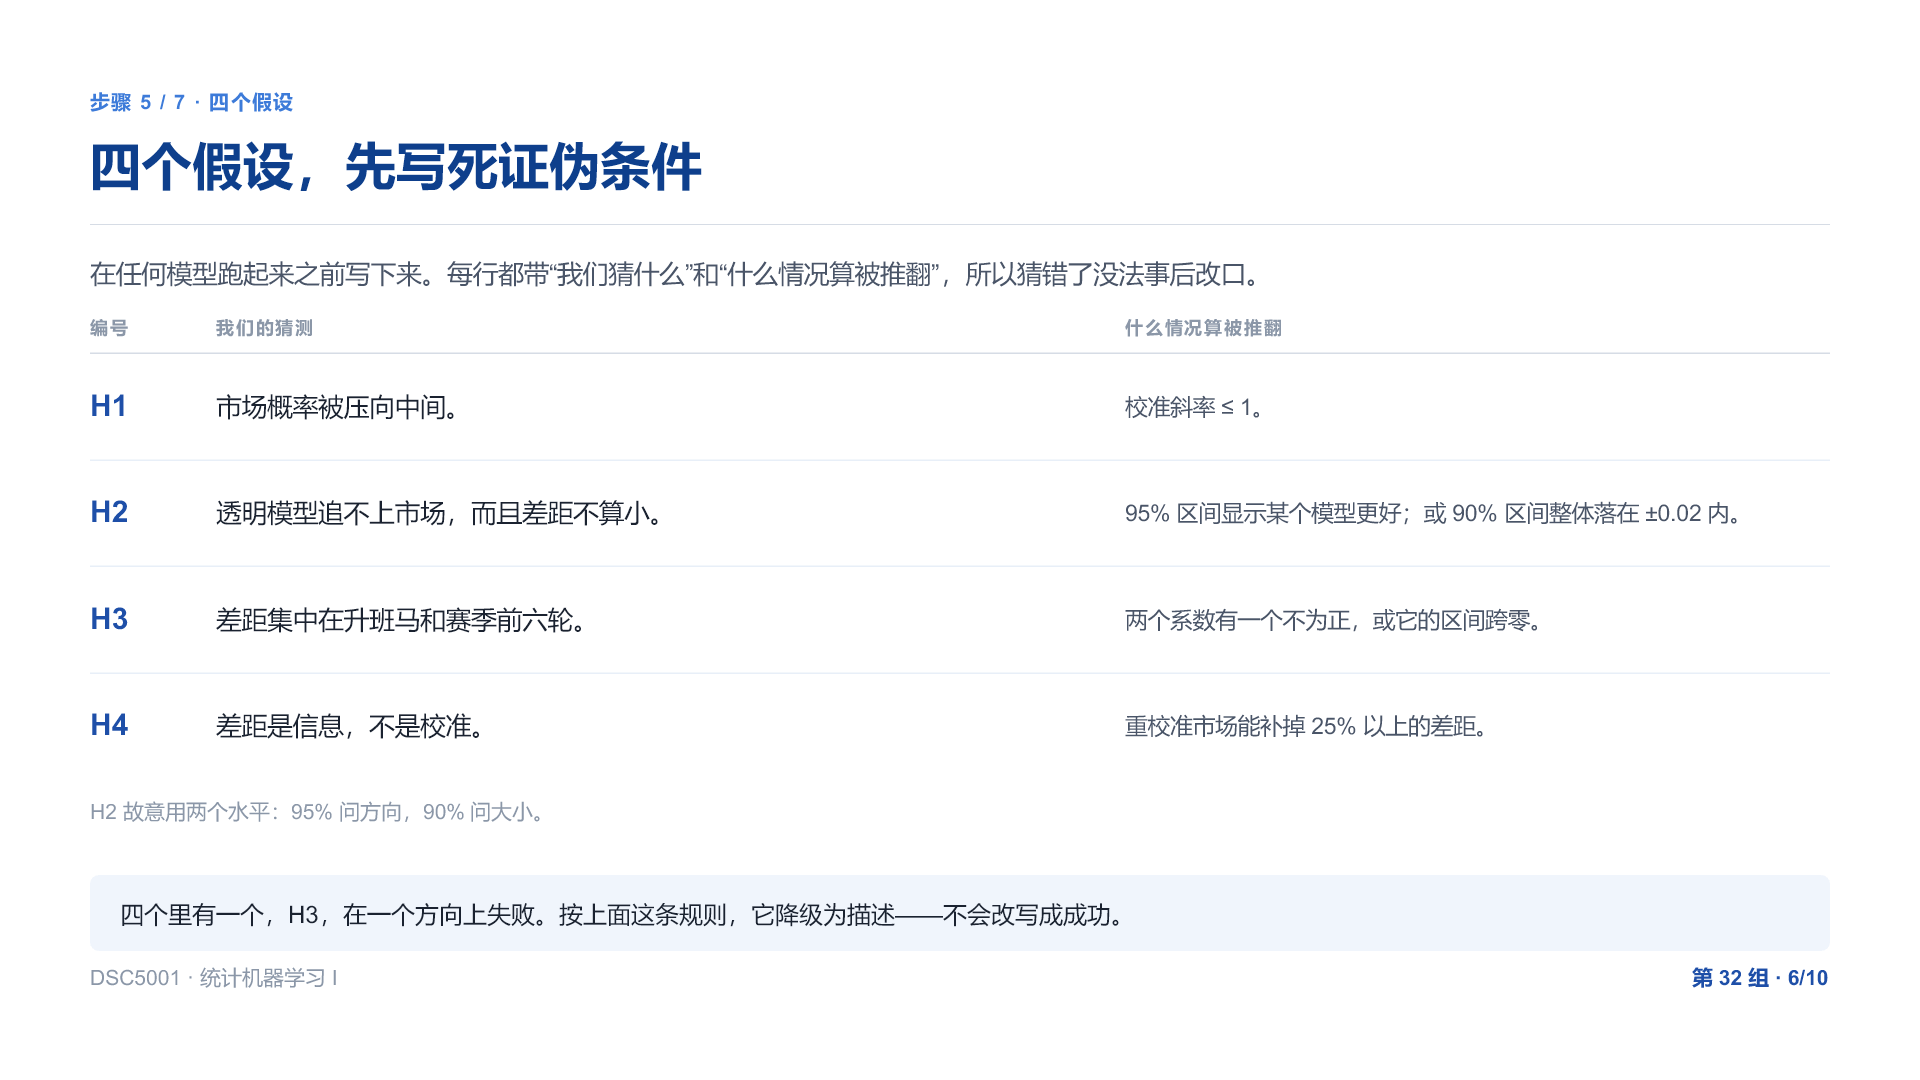 步骤 5 / 7 · 四个假设
四个假设，先写死证伪条件
在任何模型跑起来之前写下来。每行都带“我们猜什么”和“什么情况算被推翻”，所以猜错了没法事后改口。
编号 我们的猜测 什么情况算被推翻
H1 市场概率被压向中间。 校准斜率 ≤ 1。
H2 透明模型追不上市场，而且差距不算小。 95% 区间显示某个模型更好；或 90% 区间整体落在 ±0.02 内。
H3 差距集中在升班马和赛季前六轮。 两个系数有一个不为正，或它的区间跨零。
H4 差距是信息，不是校准。 重校准市场能补掉 25% 以上的差距。
H2 故意用两个水平：95% 问方向，90% 问大小。
四个里有一个，H3，在一个方向上失败。按上面这条规则，它降级为描述——不会改写成成功。
DSC5001 · 统计机器学习 I
第 32 组 · 6/10